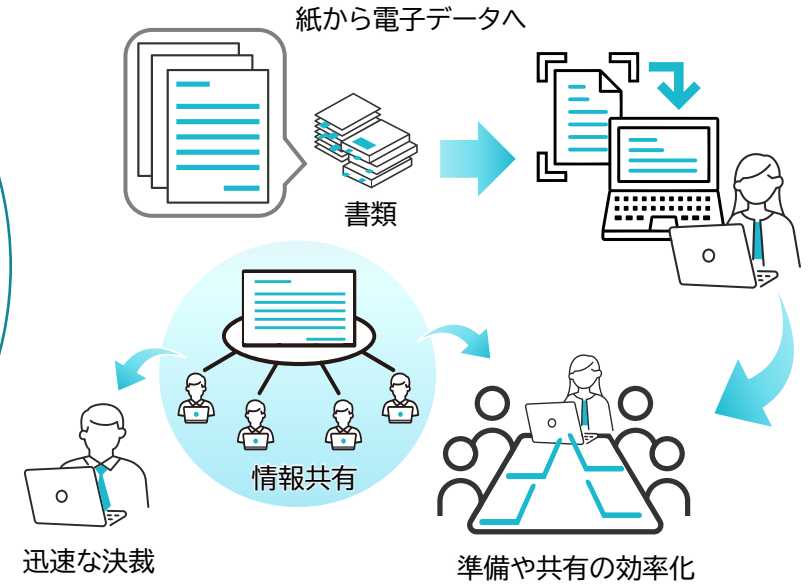 紙から電子データへ
書類
情報共有
迅速な決裁
準備や共有の効率化